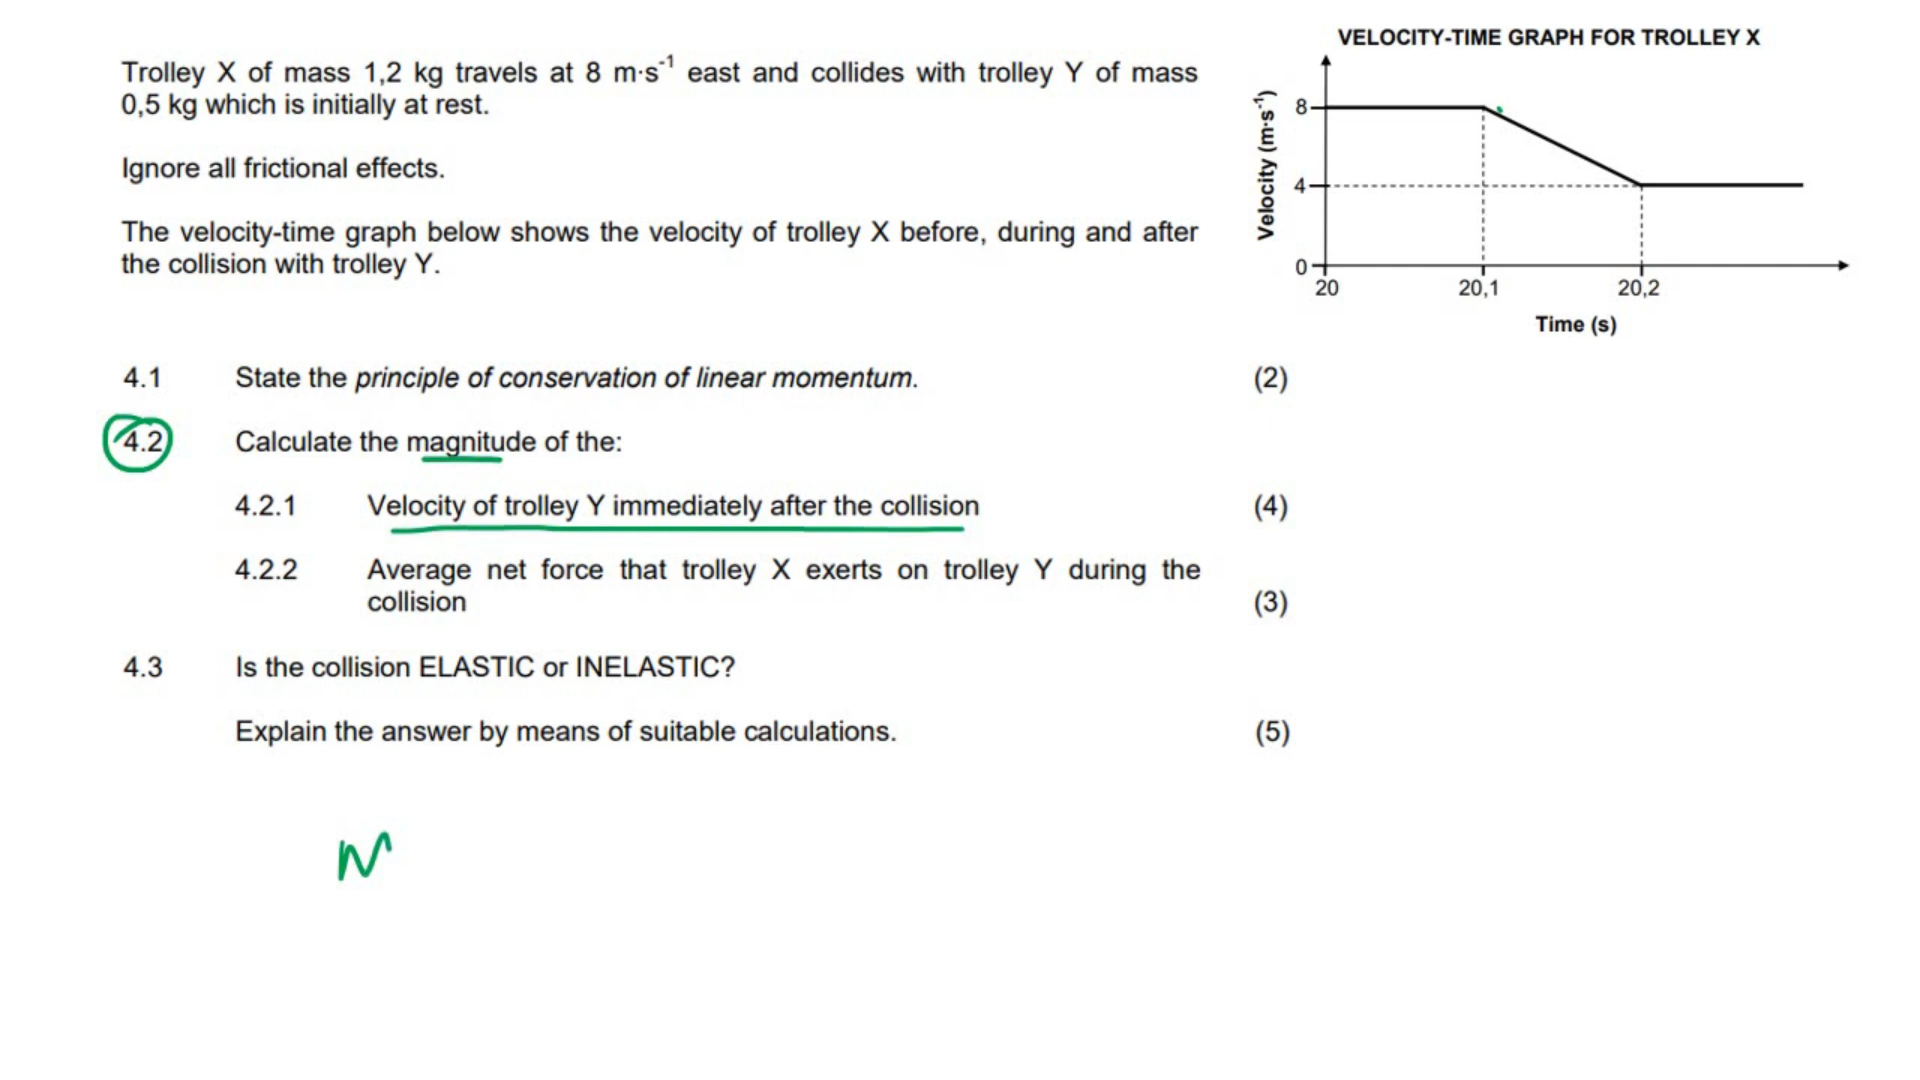 VELOCITY-TIME GRAPH FOR TROLLEY X
Trolley X of mass 1,2 kg travels at 8 m·s⁻¹ east and collides with trolley Y of mass
0,5 kg which is initially at rest.
Ignore all frictional effects.
The velocity-time graph below shows the velocity of trolley X before, during and after
the collision with trolley Y.
Velocity (m·s⁻¹)
8
4
0
20 20,1 20,2
Time (s)
4.1 State the principle of conservation of linear momentum. (2)
4.2 Calculate the magnitude of the:
4.2.1 Velocity of trolley Y immediately after the collision (4)
4.2.2 Average net force that trolley X exerts on trolley Y during the
collision (3)
4.3 Is the collision ELASTIC or INELASTIC?
Explain the answer by means of suitable calculations. (5)